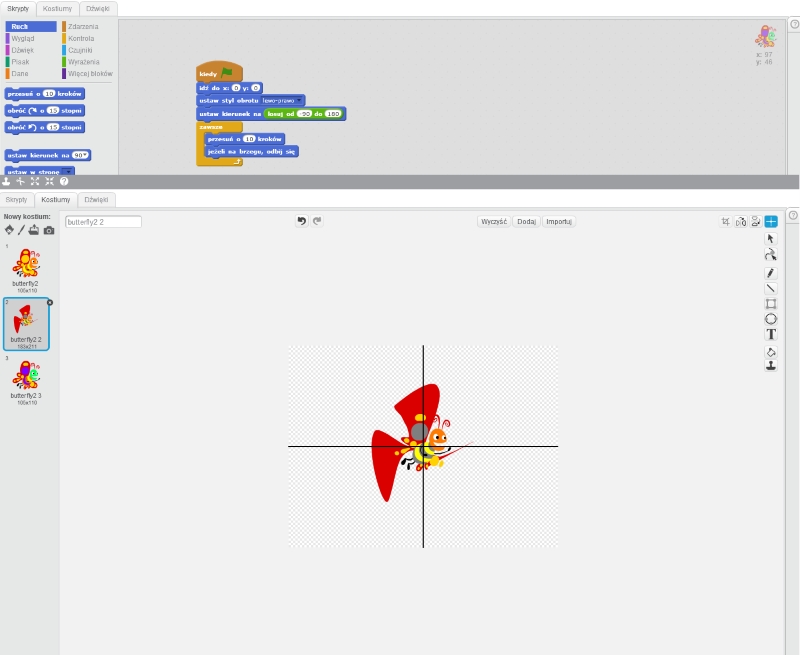 Skrypty Kostiumy Dźwięki
Ruch Zdarzenia
Wygląd Kontrola
Dźwięk Czujniki
Pisak Wyrażenia
Dane Więcej bloków
przesuń o 10 kroków
obróć o 15 stopni
obróć o 15 stopni
ustaw kierunek na 90
ustaw w stronę
kiedy
idź do x: 0 y: 0
ustaw styl obrotu lewo-prawo
ustaw kierunek na losuj od -90 do 180
zawsze
przesuń o 10 kroków
jeżeli na brzegu, odbij się
x: 97
y: 46
?
?
Skrypty Kostiumy Dźwięki
Nowy kostium:
butterfly2 2
Wyczyść Dodaj Importuj
?
1
butterfly2
105x110
2
butterfly2 2
183x211
3
butterfly2 3
105x110
T